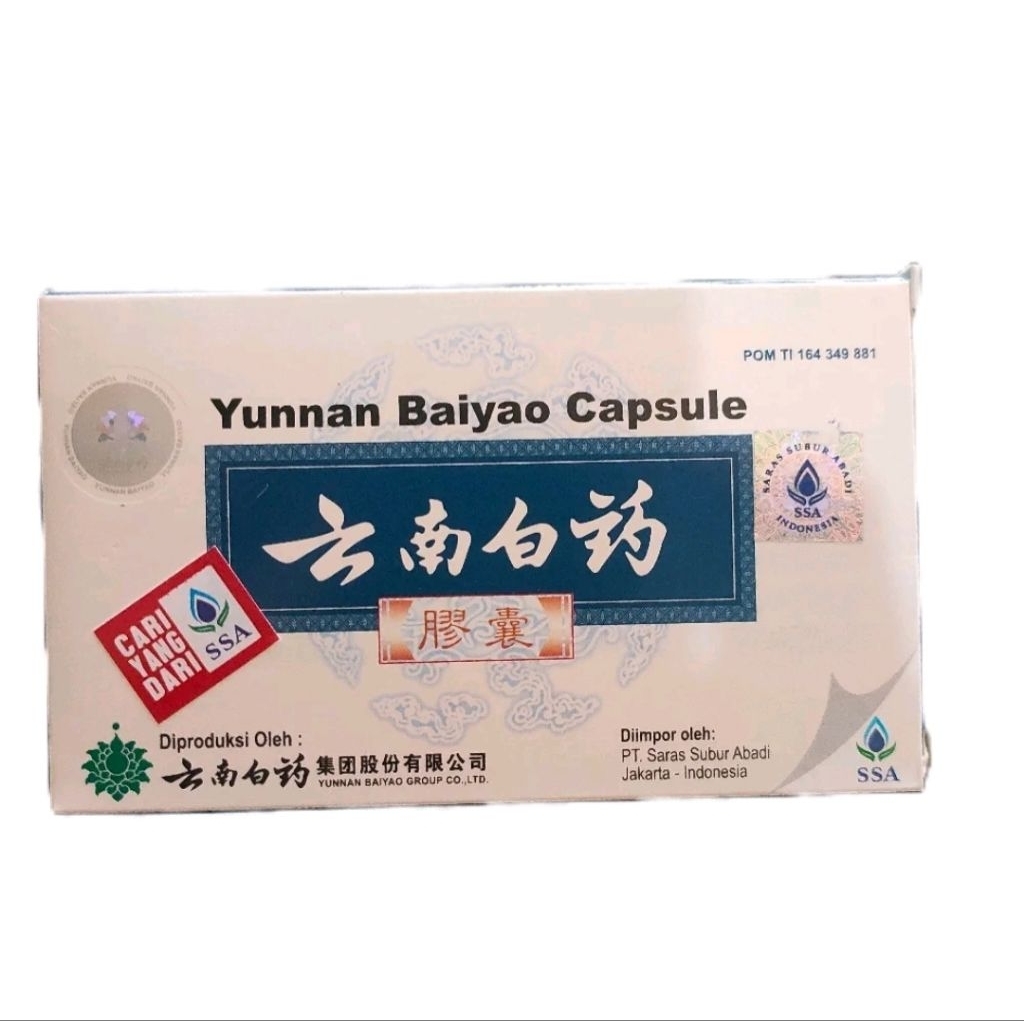 POM TI 164 349 881
Yunnan Baiyao Capsule
云南白药
膠囊
SARAS SUBUR ABADI
SSA
INDONESIA
CARI
YANG
DARI
SSA
YUNNAN BAIYAO
Diproduksi Oleh :
云南白药 集团股份有限公司
YUNNAN BAIYAO GROUP CO.,LTD.
Diimpor oleh:
PT. Saras Subur Abadi
Jakarta - Indonesia
SSA